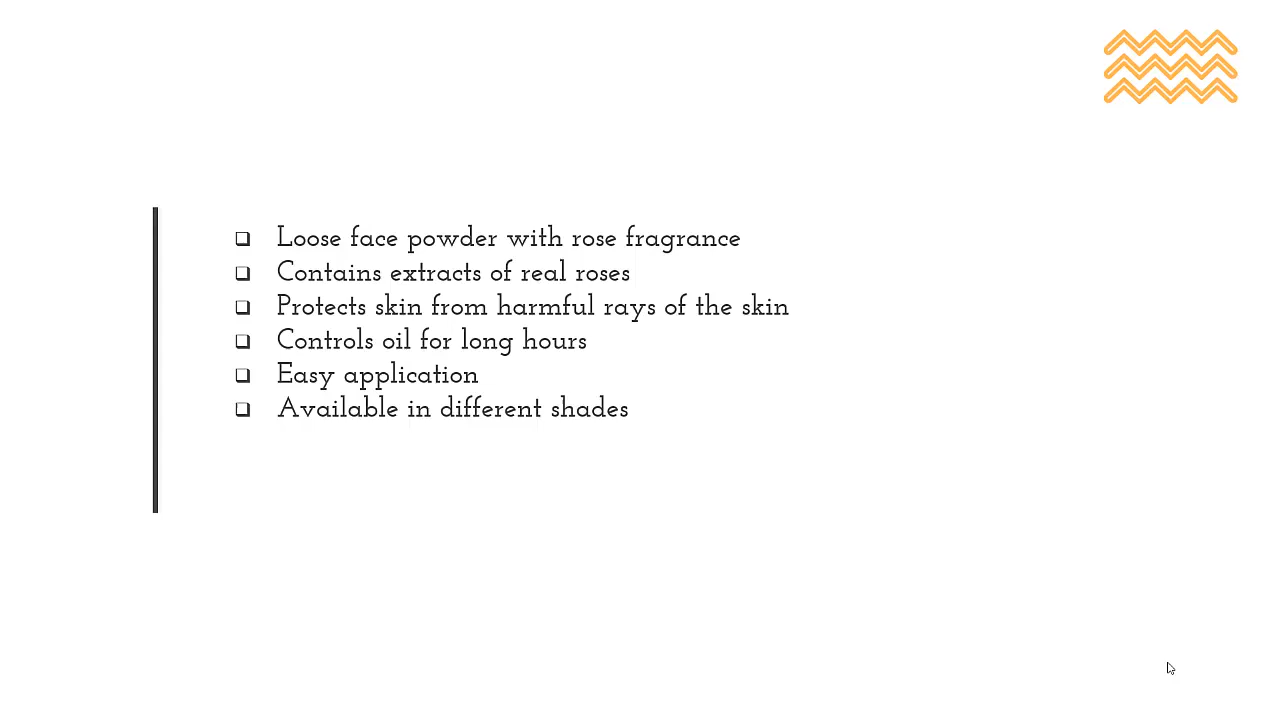 Loose face powder with rose fragrance
Contains extracts of real roses
Protects skin from harmful rays of the skin
Controls oil for long hours
Easy application
Available in different shades